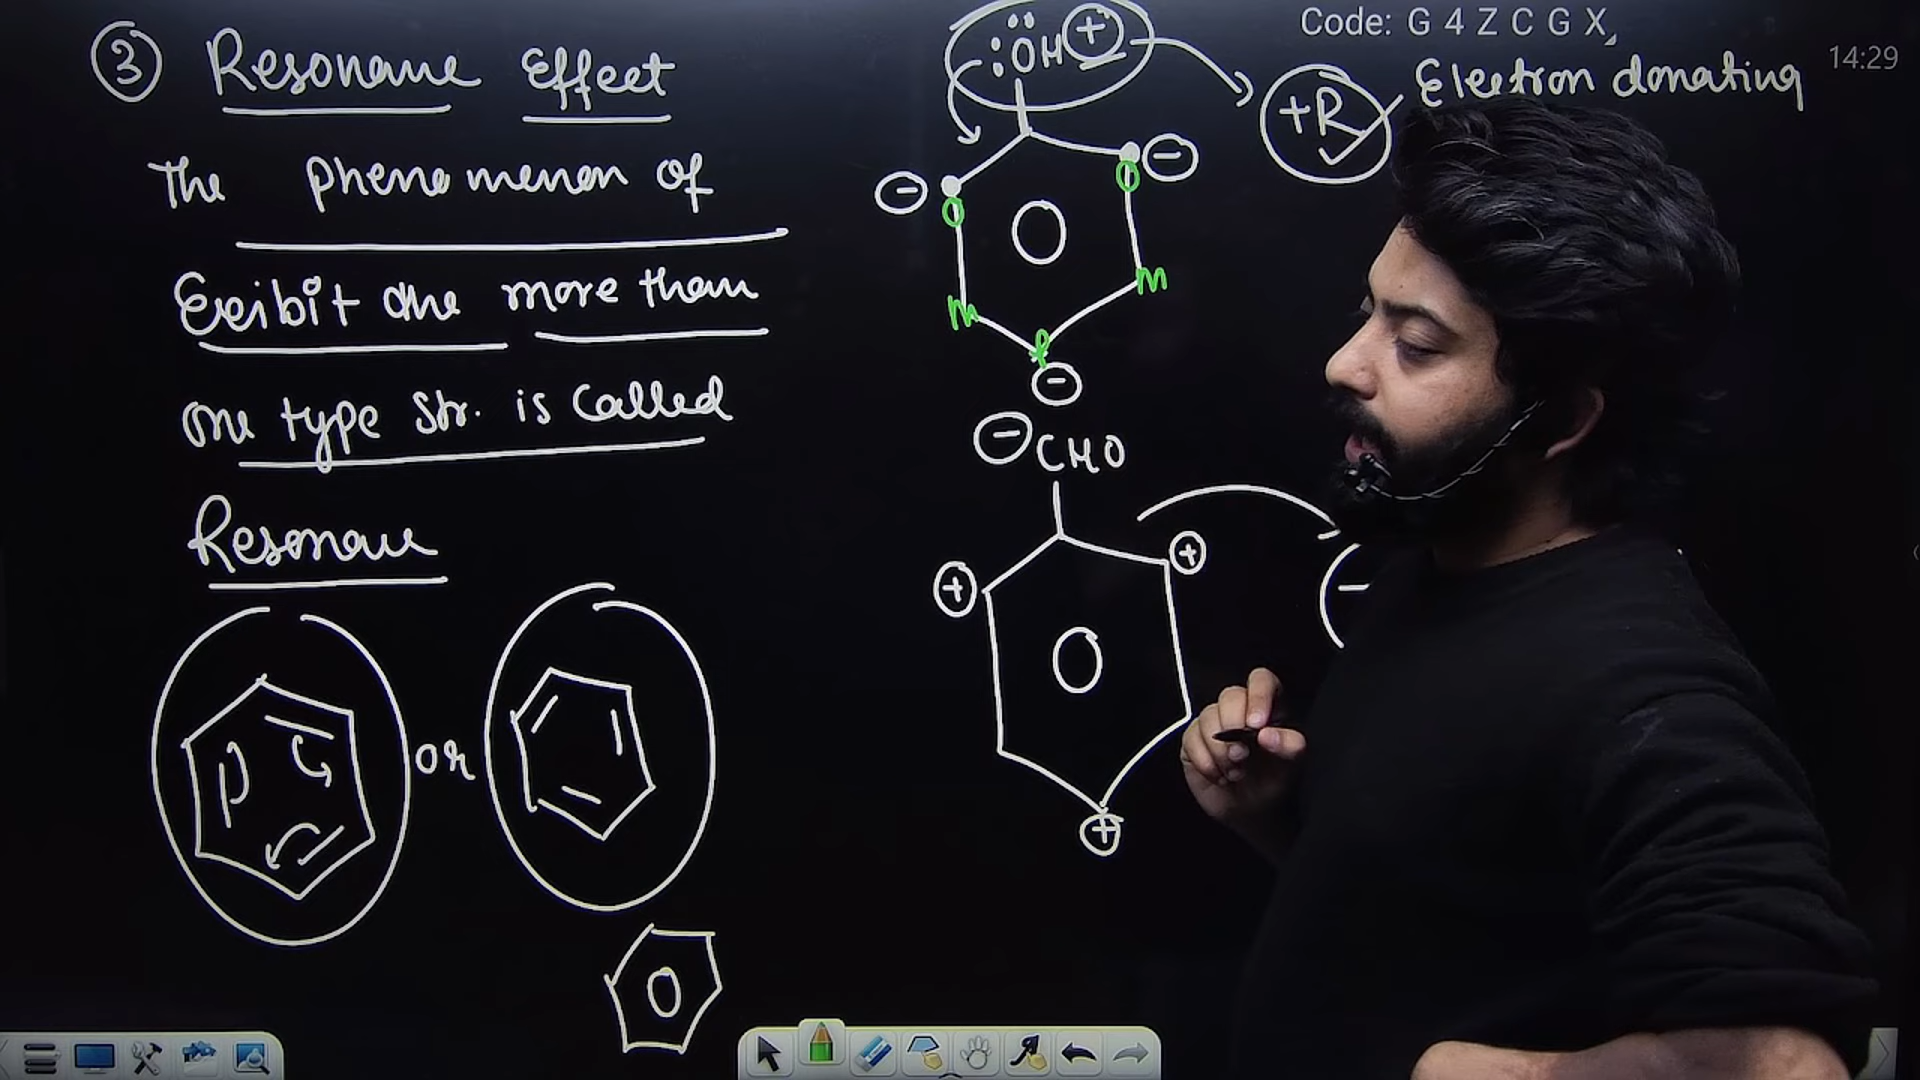 Code: G 4 Z C G X
14:29
③ Resonance Effect
The phenomenon of
Exibit the more than
one type str. is called
Resonance
or
:ÖH ⊕
+R
Electron donating
⊖
⊖
O
O
m
m
p
⊖
⊖ CHO
⊕
⊕
⊕
(-